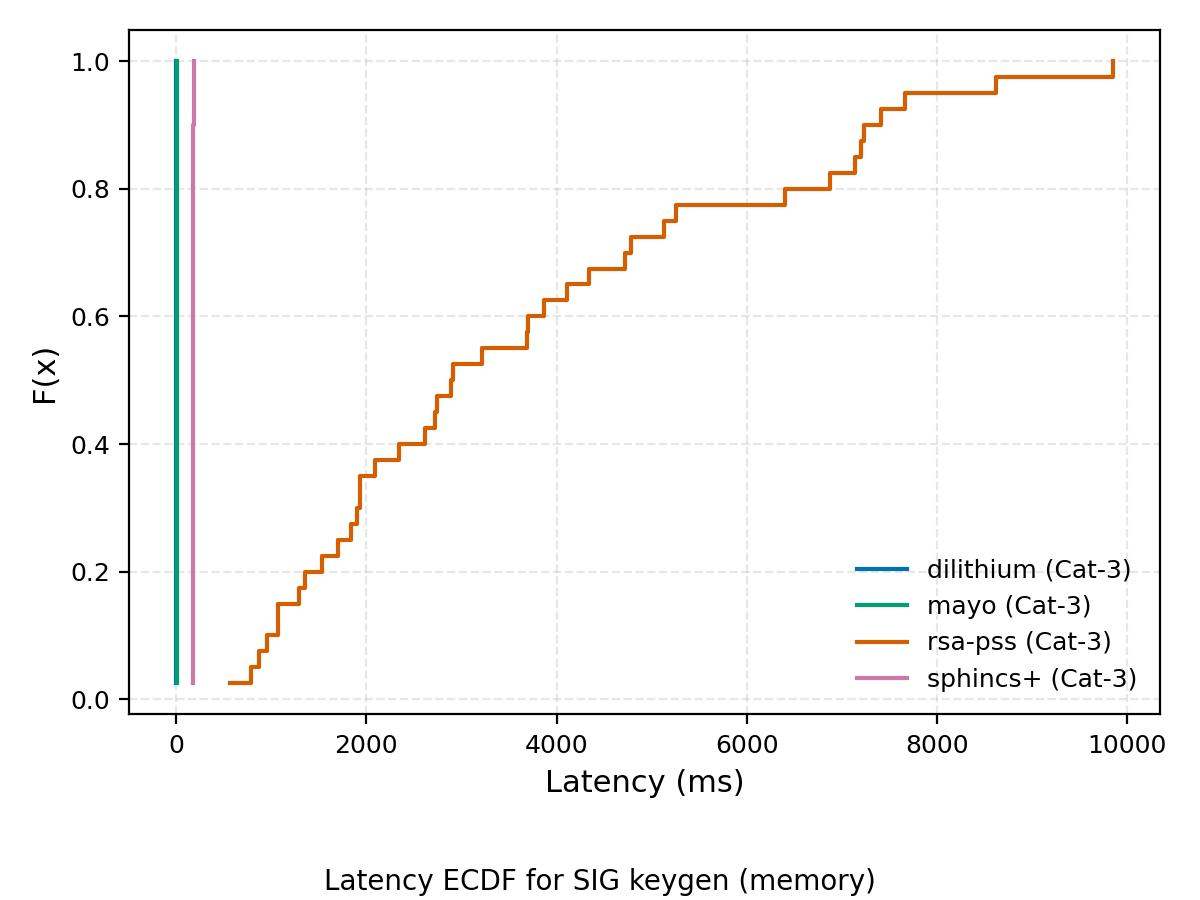 1.0
0.8
0.6
0.4
0.2
0.0
F(x)
0 2000 4000 6000 8000 10000
Latency (ms)
dilithium (Cat-3)
mayo (Cat-3)
rsa-pss (Cat-3)
sphincs+ (Cat-3)
Latency ECDF for SIG keygen (memory)